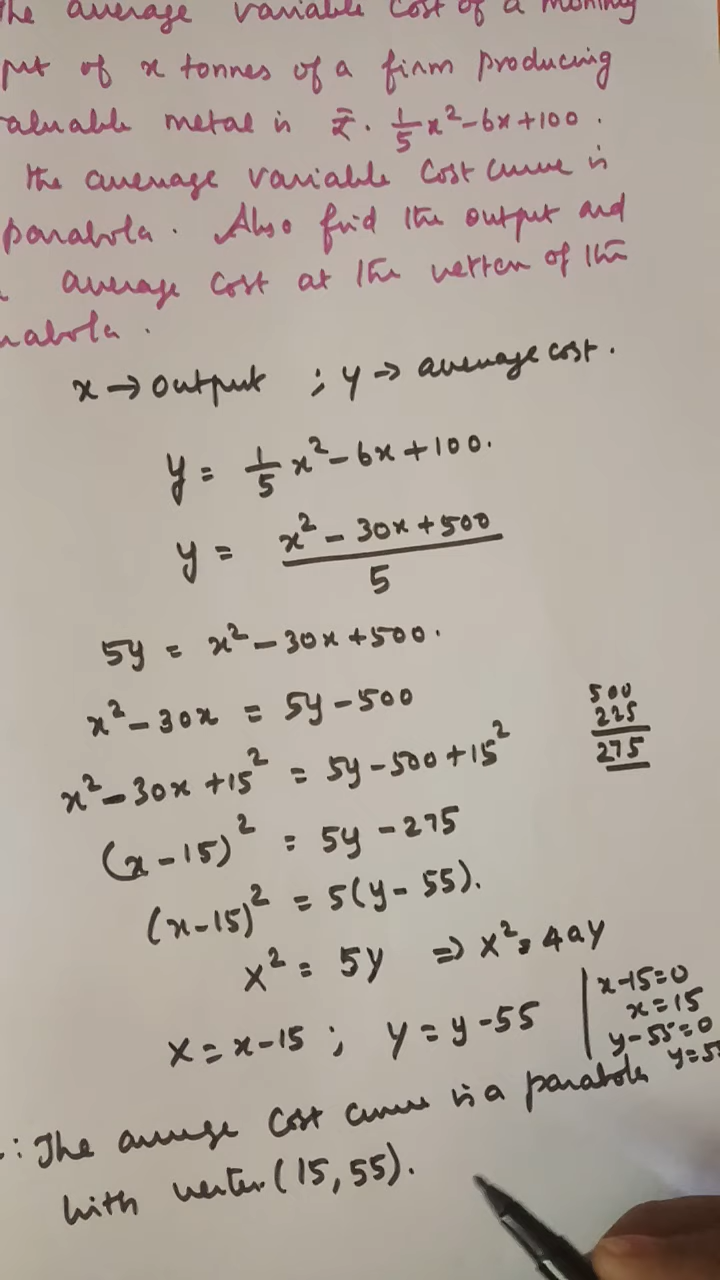 The average variable cost of a monthly
put of x tonnes of a firm producing
aluable metal is ₹. 1/5 x² - 6x + 100.
the average variable cost curve is
parabola. Also find the output and
average cost at the vertex of the
rabola.
x → output ; y → average cost.
y = 1/5 x² - 6x + 100.
y = (x² - 30x + 500)/5
5y = x² - 30x + 500.
x² - 30x = 5y - 500
500
225
275
x² - 30x + 15² = 5y - 500 + 15²
(x - 15)² = 5y - 275
(x - 15)² = 5(y - 55).
X² = 5Y ⇒ X² = 4aY
X = x - 15 ; Y = y - 55
x - 15 = 0
x = 15
y - 55 = 0
y = 55
: The average cost curve is a parabola
with vertex (15, 55).